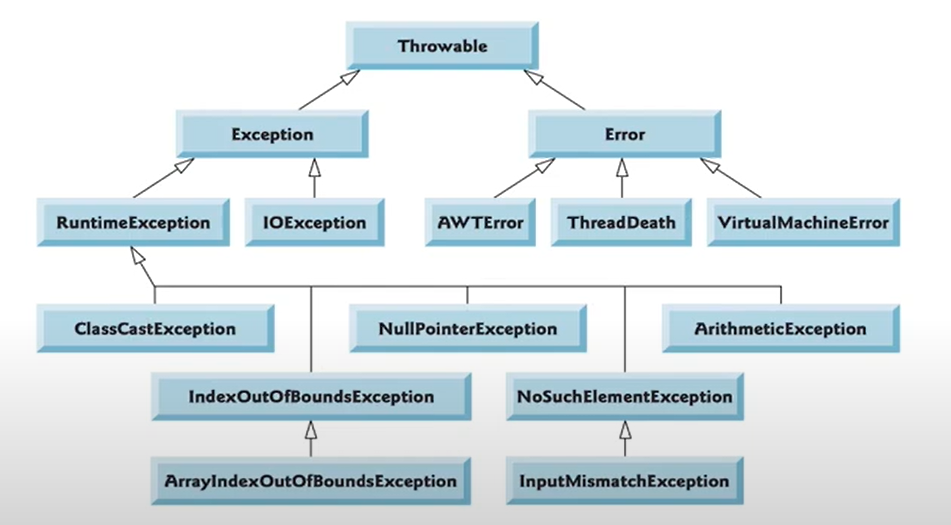 Throwable
Exception
Error
RuntimeException
IOException
AWTError
ThreadDeath
VirtualMachineError
ClassCastException
NullPointerException
ArithmeticException
IndexOutOfBoundsException
NoSuchElementException
ArrayIndexOutOfBoundsException
InputMismatchException